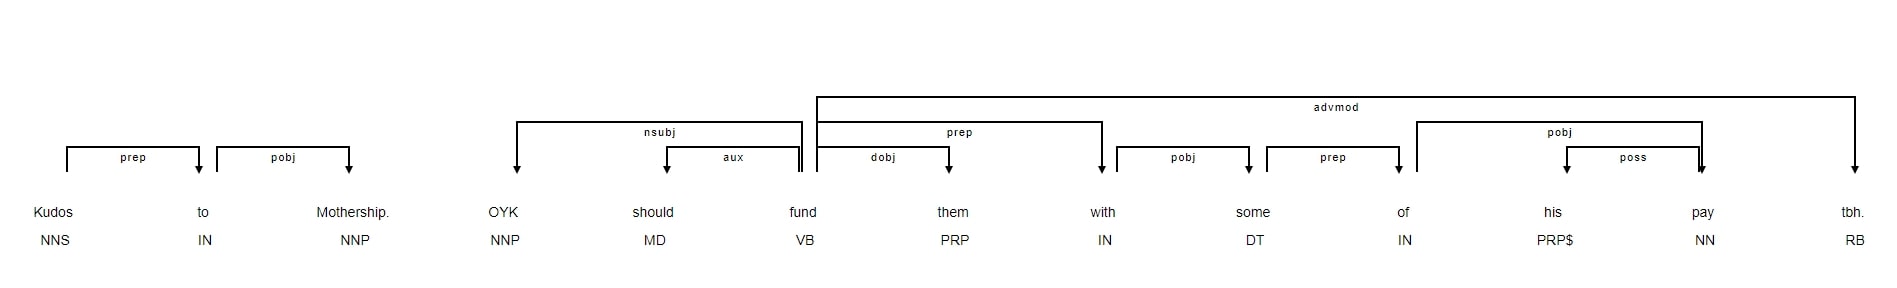 advmod
nsubj prep pobj
prep pobj aux dobj pobj prep poss
Kudos to Mothership. OYK should fund them with some of his pay tbh.
NNS IN NNP NNP MD VB PRP IN DT IN PRP$ NN RB